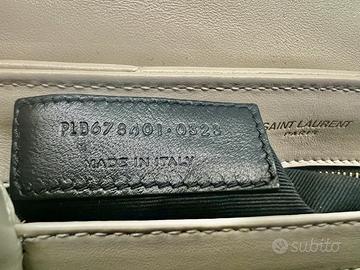 PID678401·0323
MADE IN ITALY
SAINT LAURENT
PARIS
subito